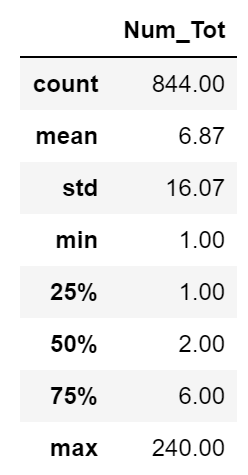 Num_Tot
count 844.00
mean 6.87
std 16.07
min 1.00
25% 1.00
50% 2.00
75% 6.00
max 240.00